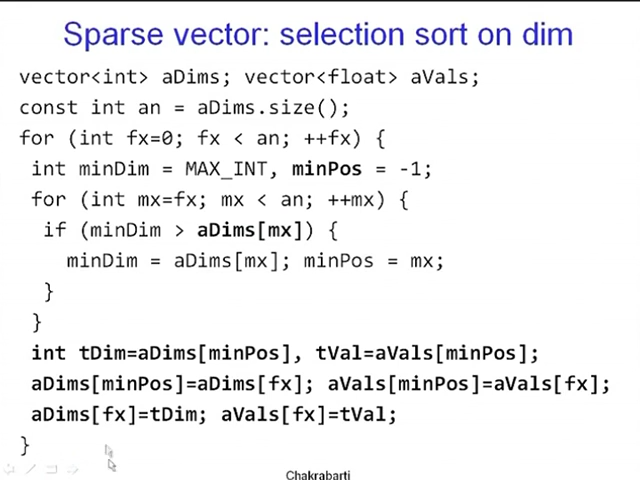 Sparse vector: selection sort on dim
vector<int> aDims; vector<float> aVals;
const int an = aDims.size();
for (int fx=0; fx < an; ++fx) {
int minDim = MAX_INT, minPos = -1;
for (int mx=fx; mx < an; ++mx) {
if (minDim > aDims[mx]) {
minDim = aDims[mx]; minPos = mx;
}
}
int tDim=aDims[minPos], tVal=aVals[minPos];
aDims[minPos]=aDims[fx]; aVals[minPos]=aVals[fx];
aDims[fx]=tDim; aVals[fx]=tVal;
}
Chakrabarti